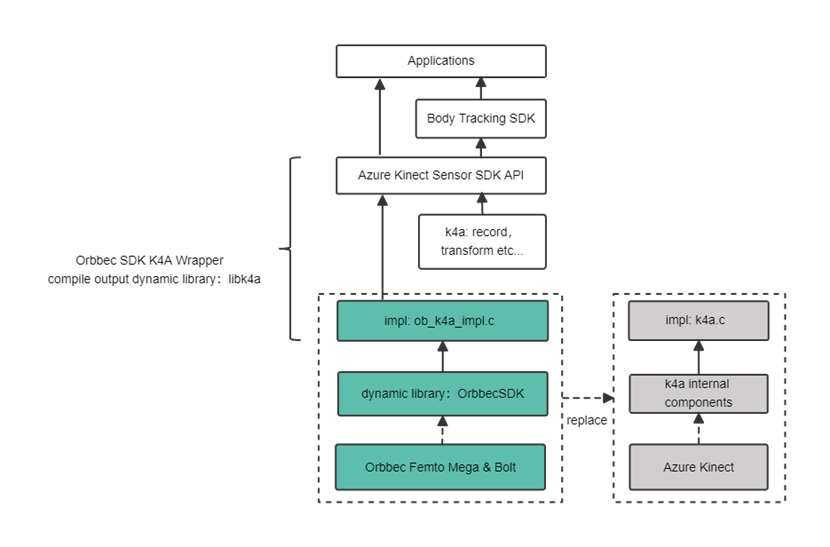 Applications
Body Tracking SDK
Azure Kinect Sensor SDK API
k4a: record，
transform etc...
Orbbec SDK K4A Wrapper
compile output dynamic library：libk4a
impl: ob_k4a_impl.c
impl: k4a.c
dynamic library：OrbbecSDK
k4a internal
components
replace
Orbbec Femto Mega & Bolt
Azure Kinect